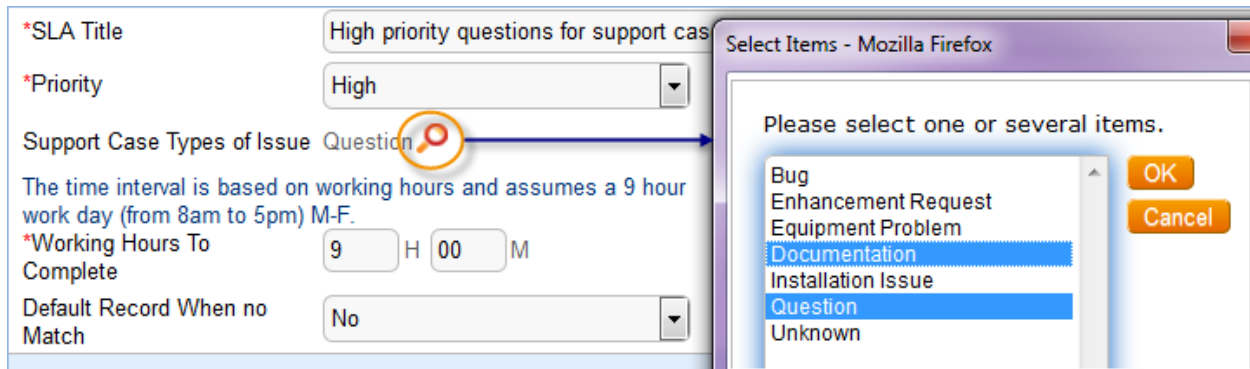 *SLA Title
High priority questions for support cas
*Priority
High
Support Case Types of Issue Question
The time interval is based on working hours and assumes a 9 hour
work day (from 8am to 5pm) M-F.
*Working Hours To
Complete
9 H 00 M
Default Record When no
Match
No
Select Items - Mozilla Firefox
Please select one or several items.
Bug
Enhancement Request
Equipment Problem
Documentation
Installation Issue
Question
Unknown
OK
Cancel